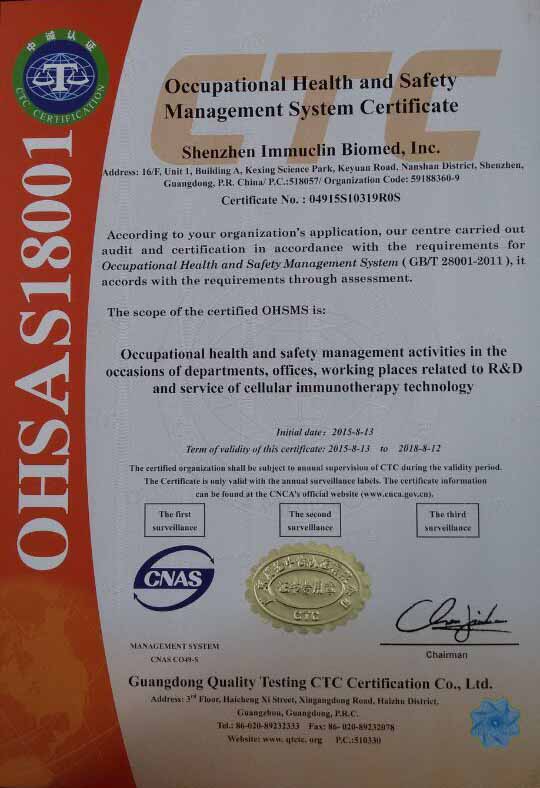 中诚认证
CTC CERTIFICATION
CTC
OHSAS18001
Occupational Health and Safety
Management System Certificate
Shenzhen Immuclin Biomed, Inc.
Address: 16/F, Unit 1, Building A, Kexing Science Park, Keyuan Road, Nanshan District, Shenzhen,
Guangdong, P.R. China/ P.C.:518057/ Organization Code: 59188360-9
Certificate No. : 04915S10319R0S
According to your organization's application, our centre carried out
audit and certification in accordance with the requirements for
Occupational Health and Safety Management System ( GB/T 28001-2011 ), it
accords with the requirements through assessment.
The scope of the certified OHSMS is:
Occupational health and safety management activities in the
occasions of departments, offices, working places related to R&D
and service of cellular immunotherapy technology
Initial date: 2015-8-13
Term of validity of this certificate: 2015-8-13 to 2018-8-12
The certified organization shall be subject to annual supervision of CTC during the validity period.
The Certificate is only valid with the annual surveillance labels. The certificate information
can be found at the CNCA's official website (www.cnca.gov.cn).
The first
surveillance
The second
surveillance
The third
surveillance
CNAS
CTC
MANAGEMENT SYSTEM
CNAS CO49-S
Chairman
Guangdong Quality Testing CTC Certification Co., Ltd.
Address: 3rd Floor, Haicheng Xi Street, Xingangdong Road, Haizhu District,
Guangzhou, Guangdong, P.R.C.
Tel.: 86-020-89232333 Fax: 86- 020-89232078
Website: www. qtctc. org P.C.:510330